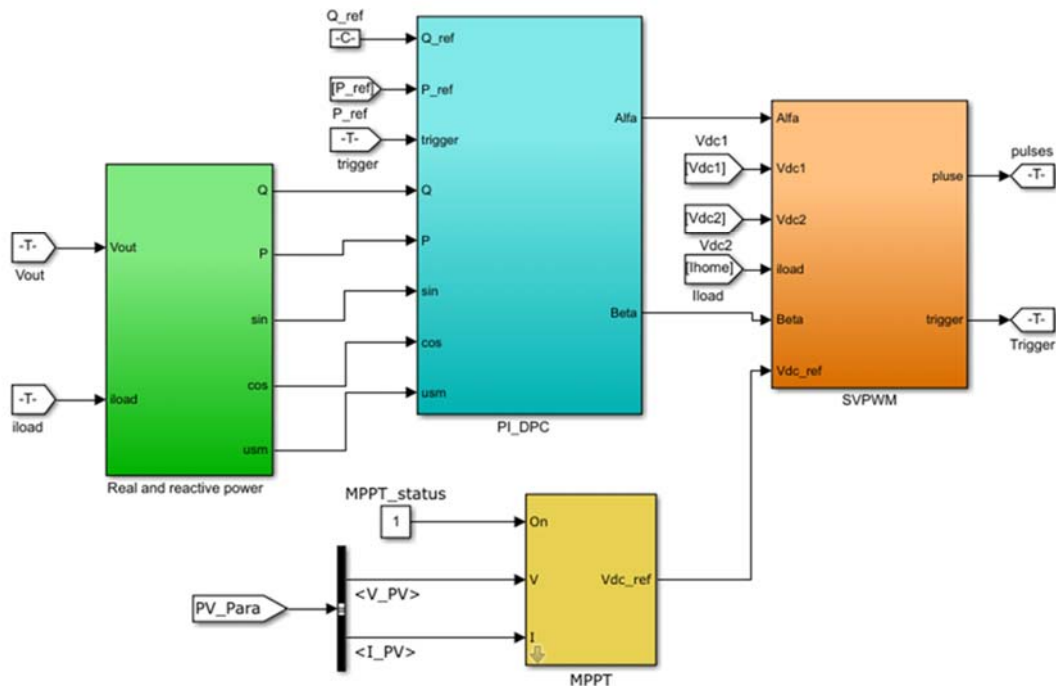 Q_ref
-C-
Q_ref
[P_ref]
P_ref
P_ref
-T-
trigger
trigger
Q
P
sin
cos
usm
Alfa
Beta
PI_DPC
-T-
Vout
Vout
-T-
iload
iload
Q
P
sin
cos
usm
Real and reactive power
Vdc1
[Vdc1]
[Vdc2]
Vdc2
[Ihome]
Iload
Alfa
Vdc1
Vdc2
iload
Beta
Vdc_ref
pluse
trigger
SVPWM
pulses
-T-
-T-
Trigger
MPPT_status
1
PV_Para
<V_PV>
<I_PV>
On
V
I
Vdc_ref
MPPT